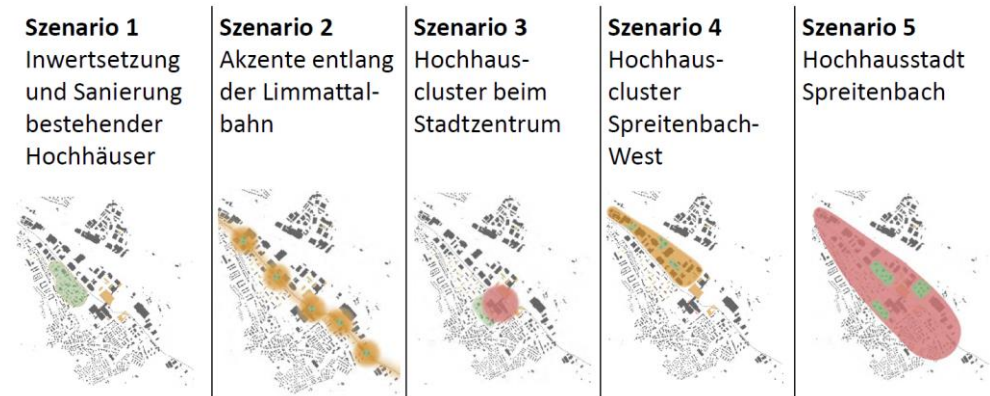 Szenario 1
Inwertsetzung
und Sanierung
bestehender
Hochhäuser
Szenario 2
Akzente entlang
der Limmattal-
bahn
Szenario 3
Hochhaus-
cluster beim
Stadtzentrum
Szenario 4
Hochhaus-
cluster
Spreitenbach-
West
Szenario 5
Hochhausstadt
Spreitenbach